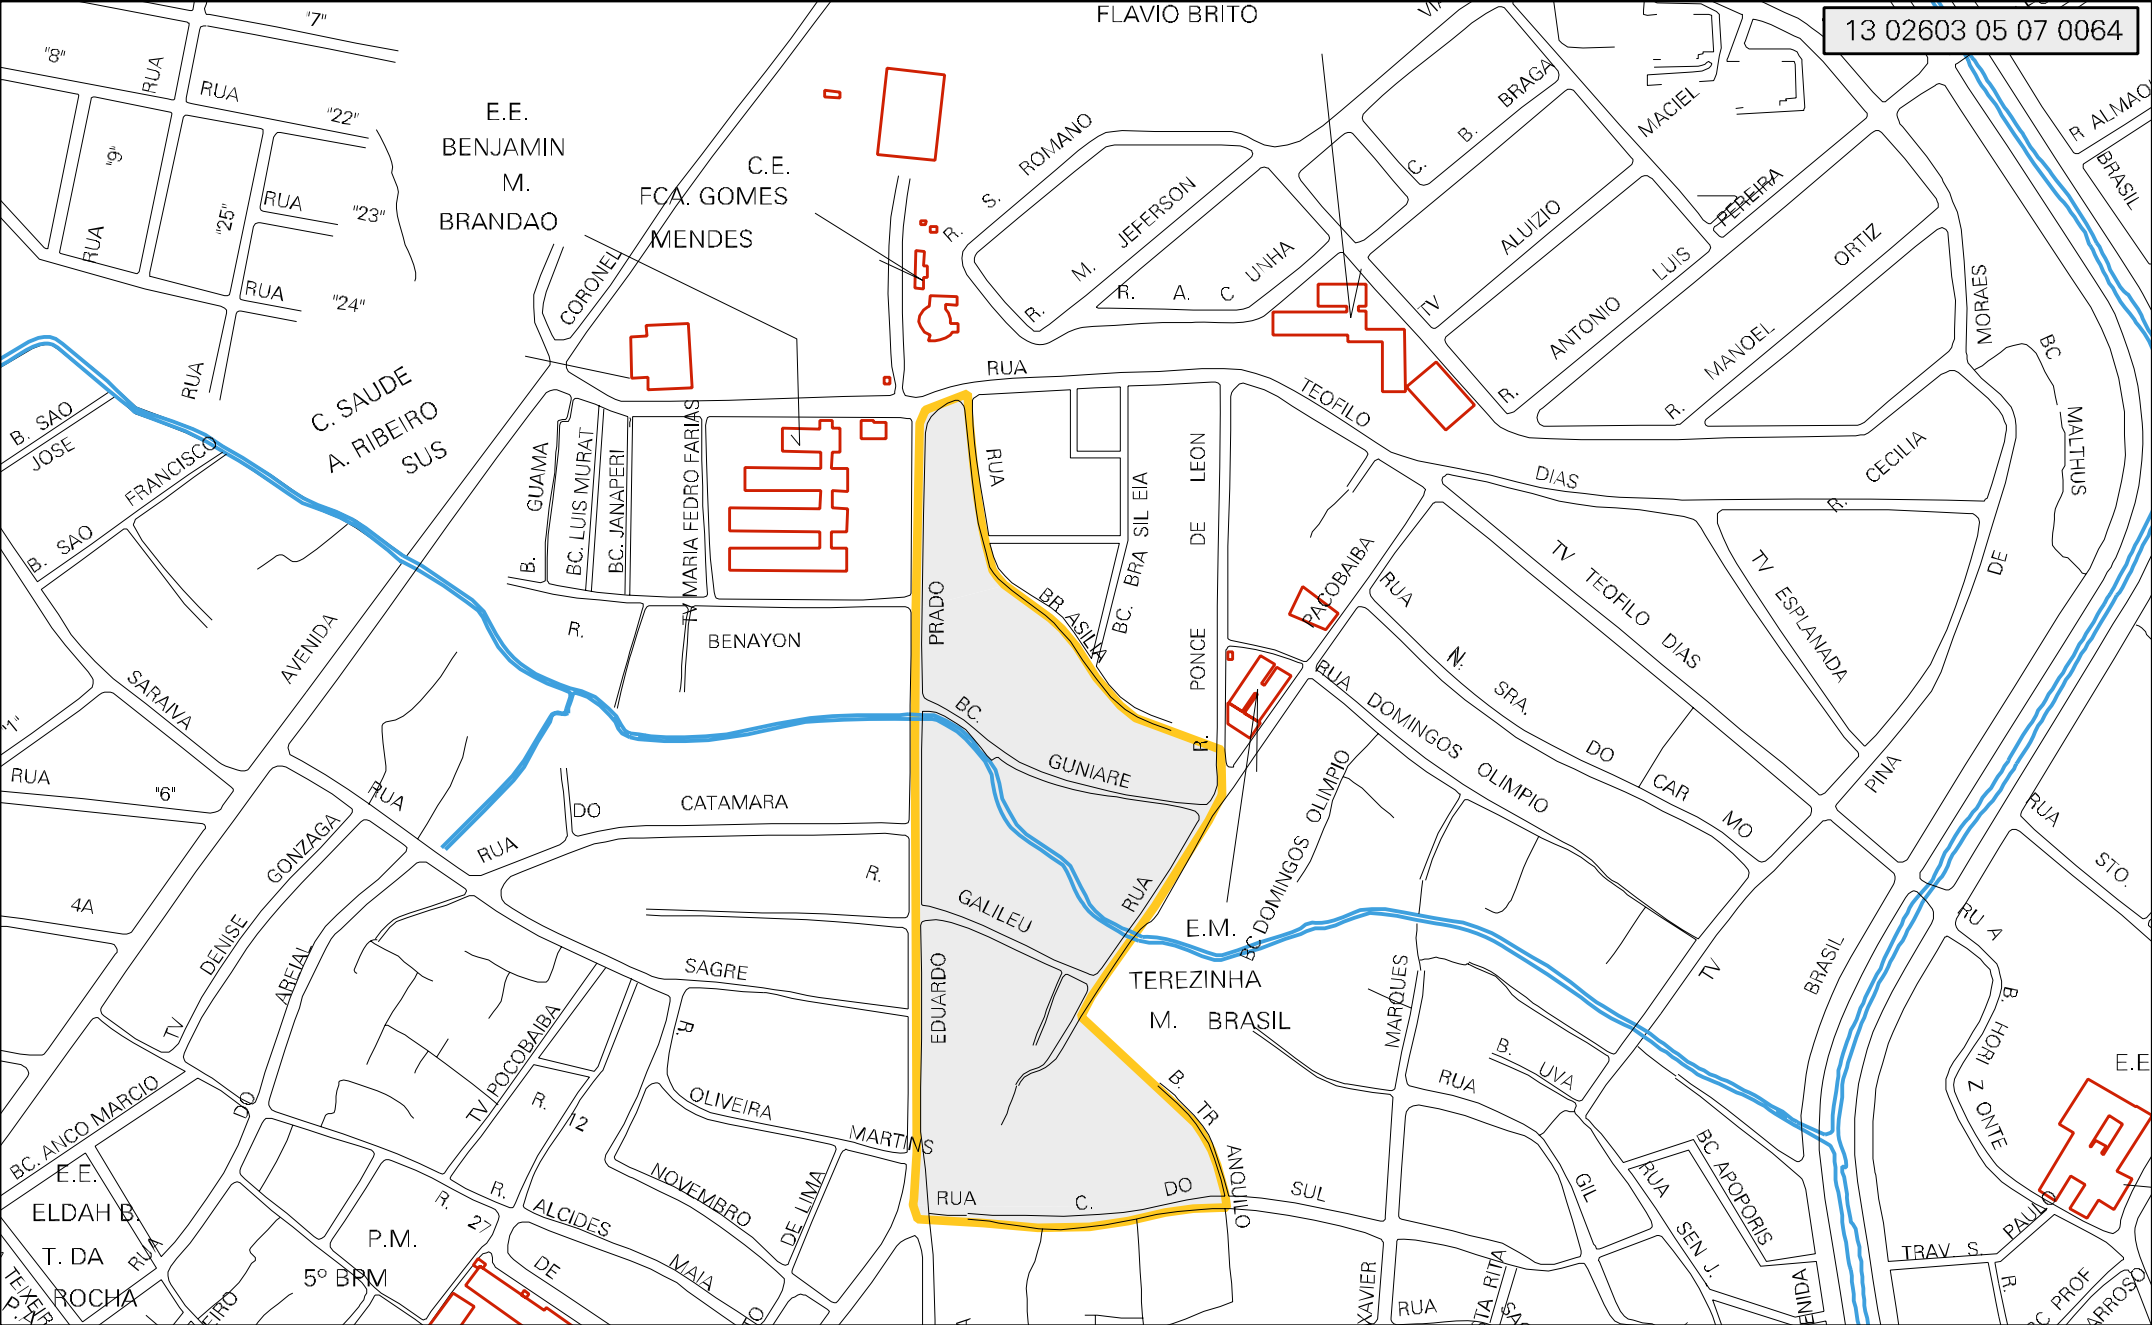 FLAVIO BRITO
13 02603 05 07 0064
"7"
"8"
RUA
RUA
"22"
E.E.
BENJAMIN
M.
BRANDAO
C.E.
FCA. GOMES
MENDES
R. S. ROMANO
C. B. BRAGA
MACIEL
R ALMAO
BRASIL
"9"
RUA
"25"
RUA
"23"
RUA
"24"
RUA
CORONEL
R. M. JEFERSON
R. A. C UNHA
TV ALUIZIO
R. ANTONIO LUIS PEREIRA
R. MANOEL ORTIZ
MORAES
BC MALTHUS
RUA
TEOFILO
DIAS
R. CECILIA
DE
PINA
B. SAO
JOSE
B. SAO FRANCISCO
C. SAUDE
A. RIBEIRO
SUS
B. GUAMA
BC. LUIS MURAT
BC. JANAPERI
TV MARIA FEDRO FARIAS
RUA
BR ASILIA
BC. BRA SIL EIA
R. PONCE DE LEON
PACOBAIBA
RUA
N. SRA. DO CAR MO
TV TEOFILO DIAS
TV ESPLANADA
R. BENAYON
PRADO
AVENIDA
SARAIVA
"1"
RUA
"6"
RUA
RUA
DO
CATAMARA
BC. GUNIARE
RUA DOMINGOS OLIMPIO
BC DOMINGOS OLIMPIO
RUA
STO.
4A
TV DENISE GONZAGA
AREIAL
R.
SAGRE
GALILEU
RUA
EDUARDO
E.M.
TEREZINHA
M. BRASIL
MARQUES
TV
BRASIL
RU A
B. HORI Z ONTE
TV POCOBAIBA
R.
OLIVEIRA
MARTINS
R. 12
NOVEMBRO
DE LIMA
B. TR ANQUILO
B. UVA
RUA
GIL
BC APOPORIS
RUA
SEN J.
BC. ANCO MARCIO
DO
RUA
E.E.
ELDAH B.
T. DA
ROCHA
P.M.
5º BPM
R. 27
R. ALCIDES
MAIA
DE
RUA C. DO SUL
XAVIER
RUA
TRAV S. PAULO
R.
BC PROF
E.E